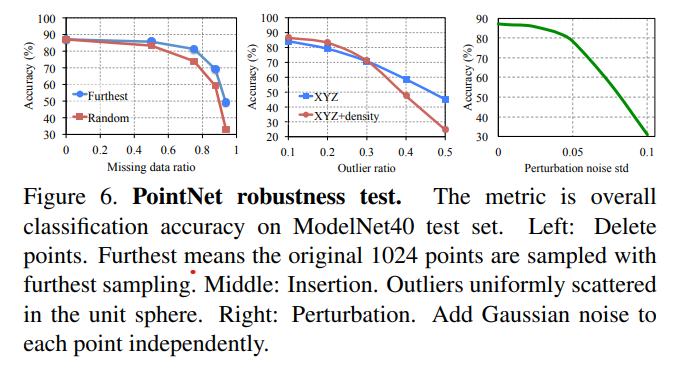 100
90
80
70
60
50
40
30
Accuracy (%)
Furthest
Random
0 0.2 0.4 0.6 0.8 1
Missing data ratio
100
90
80
70
60
50
40
30
20
Accuracy (%)
XYZ
XYZ+density
0.1 0.2 0.3 0.4 0.5
Outlier ratio
90
80
70
60
50
40
30
Accuracy (%)
0 0.05 0.1
Perturbation noise std
Figure 6. PointNet robustness test. The metric is overall
classification accuracy on ModelNet40 test set. Left: Delete
points. Furthest means the original 1024 points are sampled with
furthest sampling. Middle: Insertion. Outliers uniformly scattered
in the unit sphere. Right: Perturbation. Add Gaussian noise to
each point independently.